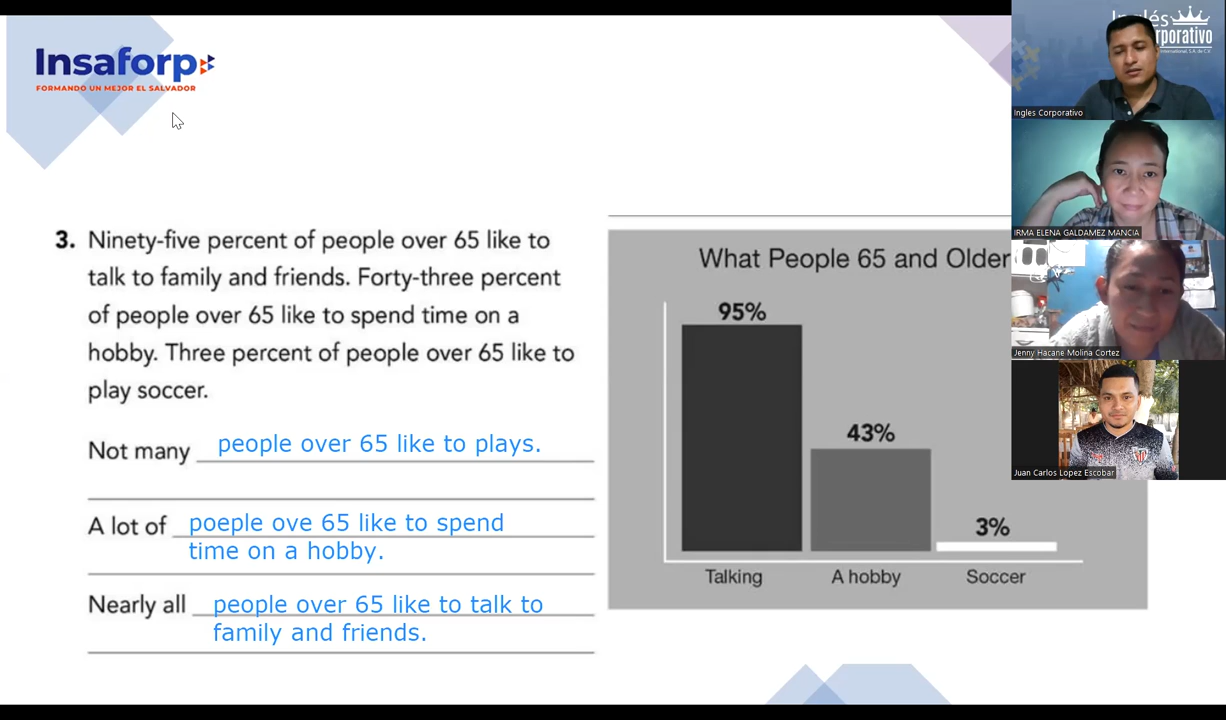 Insaforp
FORMANDO UN MEJOR EL SALVADOR
Inglés
rporativo
Ingles Corporativo
IRMA ELENA GALDAMEZ MANCIA
Jenny Hacane Molina Cortez
Juan Carlos Lopez Escobar
3. Ninety-five percent of people over 65 like to
talk to family and friends. Forty-three percent
of people over 65 like to spend time on a
hobby. Three percent of people over 65 like to
play soccer.
Not many people over 65 like to plays.
A lot of poeple ove 65 like to spend
time on a hobby.
Nearly all people over 65 like to talk to
family and friends.
What People 65 and Older
95%
43%
3%
Talking
A hobby
Soccer